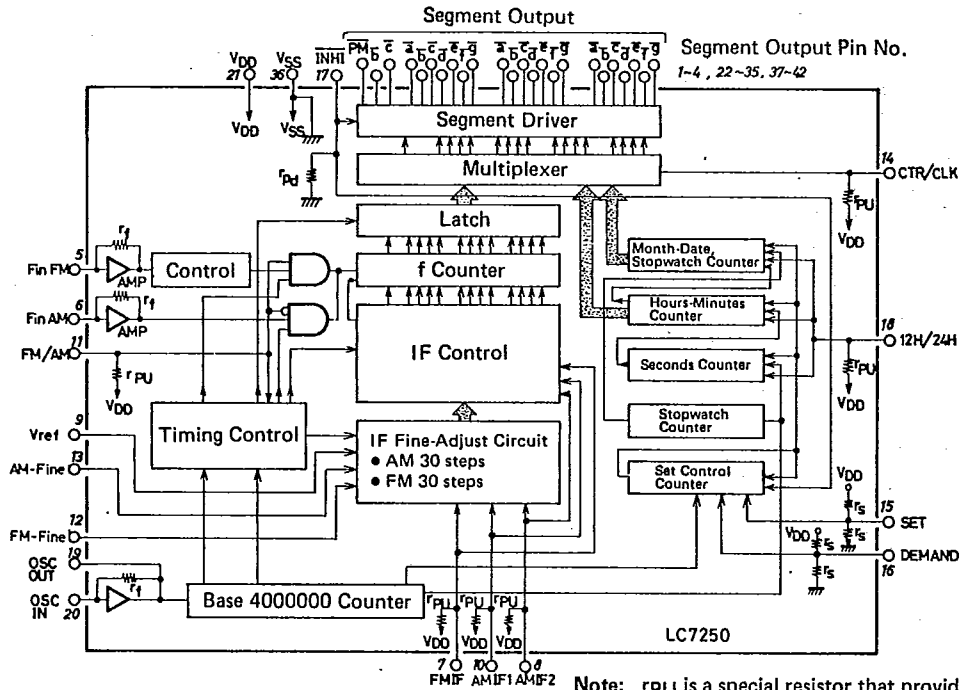 Segment Output
PM b c a b c d e f g a b c d e f g a b c d e f g
Segment Output Pin No.
1~4, 22~35, 37~42
VDD
21
VSS
36
INHI
17
VDD
VSS
Segment Driver
rpd
Multiplexer
14
CTR/CLK
rPU
VDD
Latch
rf
5
Fin FM
AMP
Control
f Counter
Month-Date,
Stopwatch Counter
6
rf
Fin AM
AMP
Hours-Minutes
Counter
11
FM/AM
rPU
VDD
IF Control
18
12H/24H
rPU
VDD
Seconds Counter
9
Vref
Timing Control
Stopwatch
Counter
IF Fine-Adjust Circuit
● AM 30 steps
● FM 30 steps
13
AM-Fine
Set Control
Counter
VDD
rs
15
SET
rs
12
FM-Fine
VDD
rs
DEMAND
16
rs
19
OSC
OUT
rf
OSC
IN
20
Base 4000000 Counter
rPU
rPU
rPU
VDD
VDD
VDD
LC7250
7
10
8
FMIF
AMIF1
AMIF2
Note: rPU is a special resistor that provid